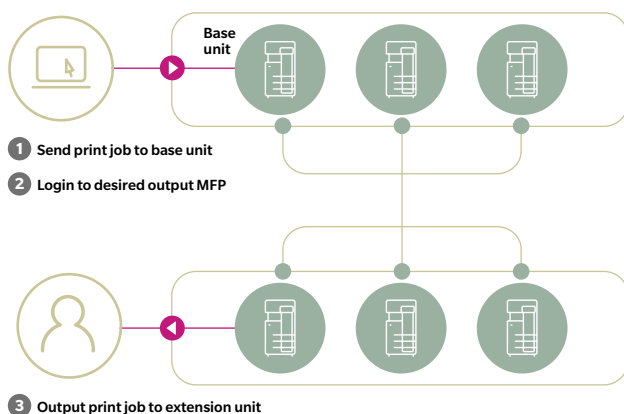 Base
unit
1 Send print job to base unit
2 Login to desired output MFP
3 Output print job to extension unit